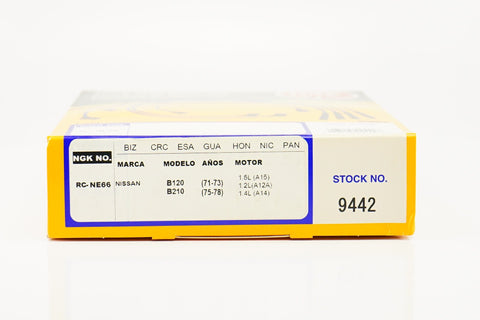 BIZ CRC ESA GUA HON NIC PAN
NGK NO. MARCA MODELO AÑOS MOTOR
RC-NE66 NISSAN B120 (71-73) 1.5L (A15)
B210 (75-78) 1.2L(A12A)
1.4L (A14)
STOCK NO.
9442